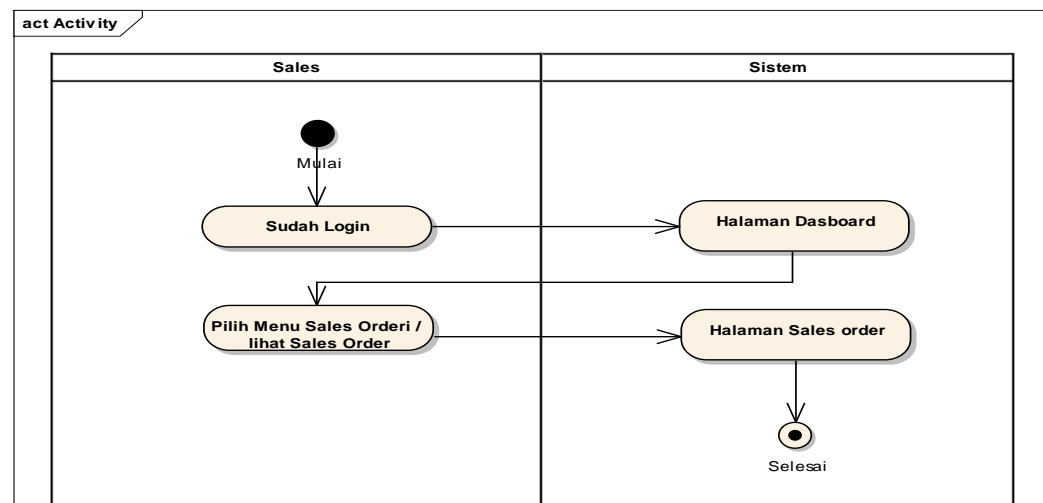 act Activity
Sales
Sistem
Mulai
Sudah Login
Halaman Dasboard
Pilih Menu Sales Orderi /
lihat Sales Order
Halaman Sales order
Selesai